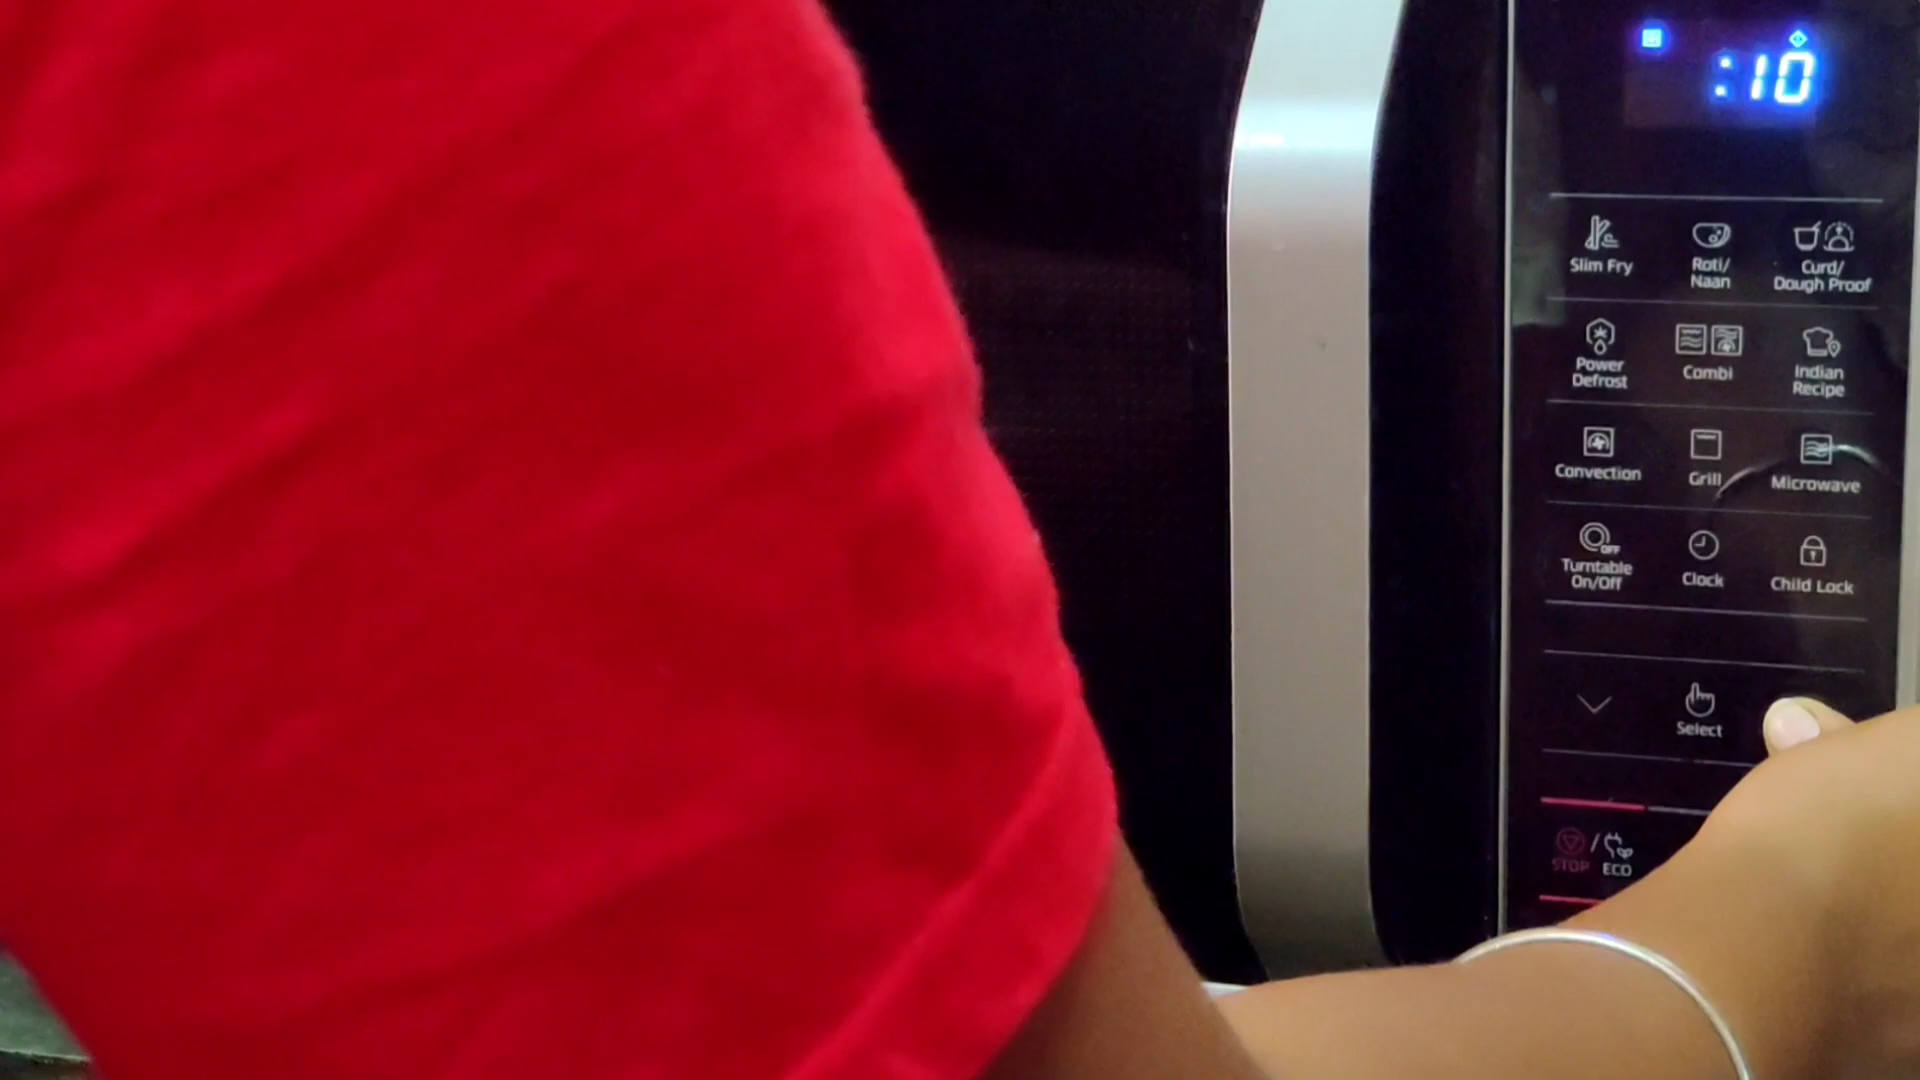 :10
Slim Fry
Roti/
Naan
Curd/
Dough Proof
Power
Defrost
Combi
Indian
Recipe
Convection
Grill
Microwave
OFF
Turntable
On/Off
Clock
Child Lock
Select
STOP / ECO